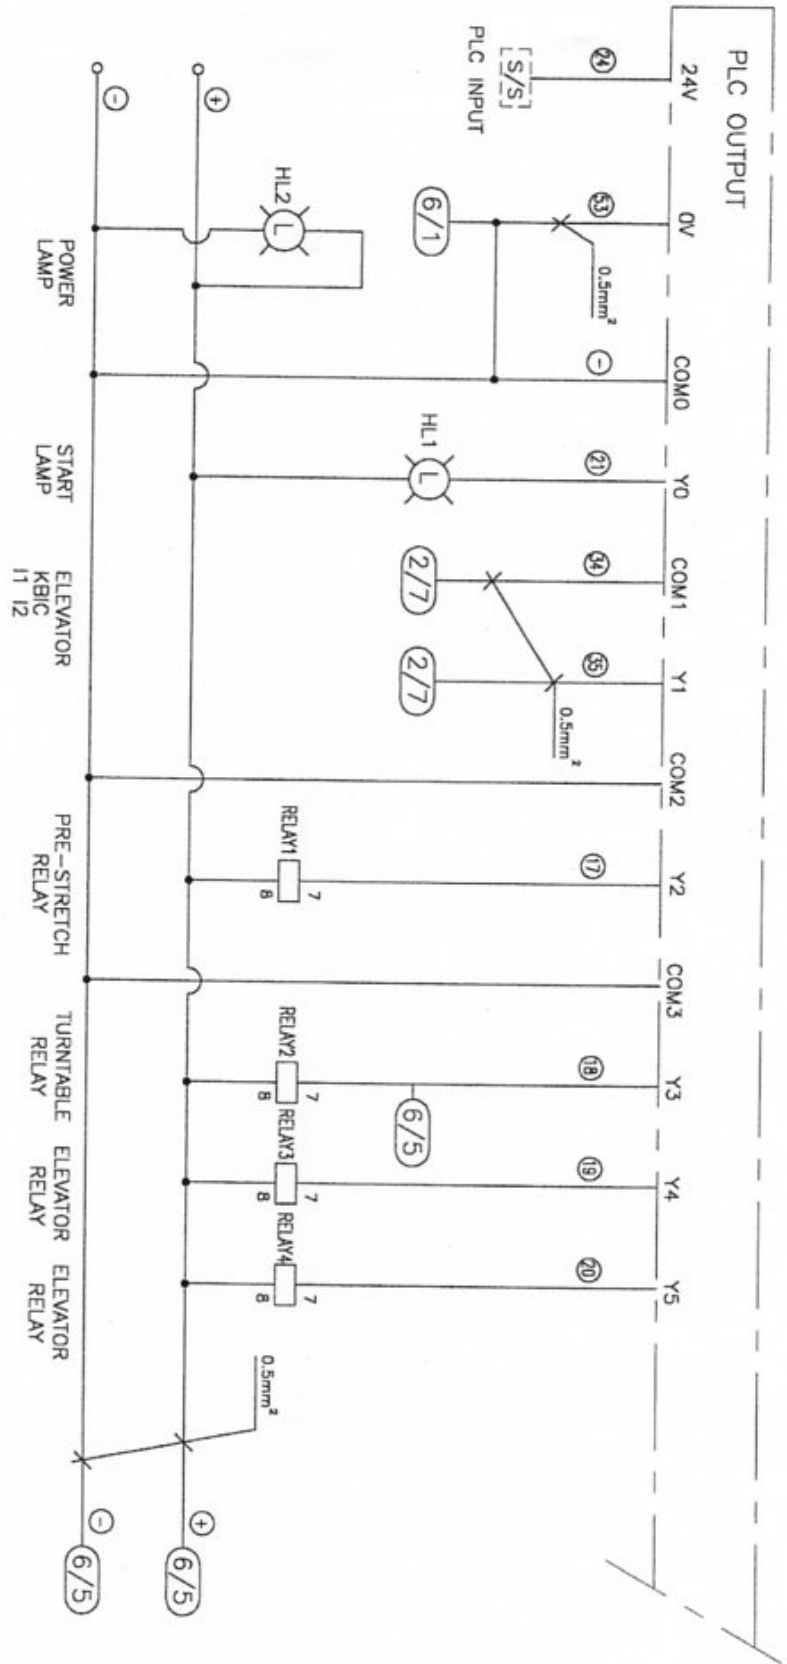 PLC OUTPUT
24V
0V
COM0
Y0
COM1
Y1
COM2
Y2
COM3
Y3
Y4
Y5
24
53
−
21
34
35
17
18
19
20
0.5mm²
0.5mm²
S/S
PLC INPUT
6/1
HL1
2/7
2/7
6/5
HL2
L
L
RELAY1
7
8
RELAY2
7
8
RELAY3
7
8
RELAY4
7
8
0.5mm²
+
+
6/5
−
−
6/5
POWER
LAMP
START
LAMP
ELEVATOR
KBIC
I1 I2
PRE-STRETCH
RELAY
TURNTABLE
RELAY
ELEVATOR
RELAY
ELEVATOR
RELAY